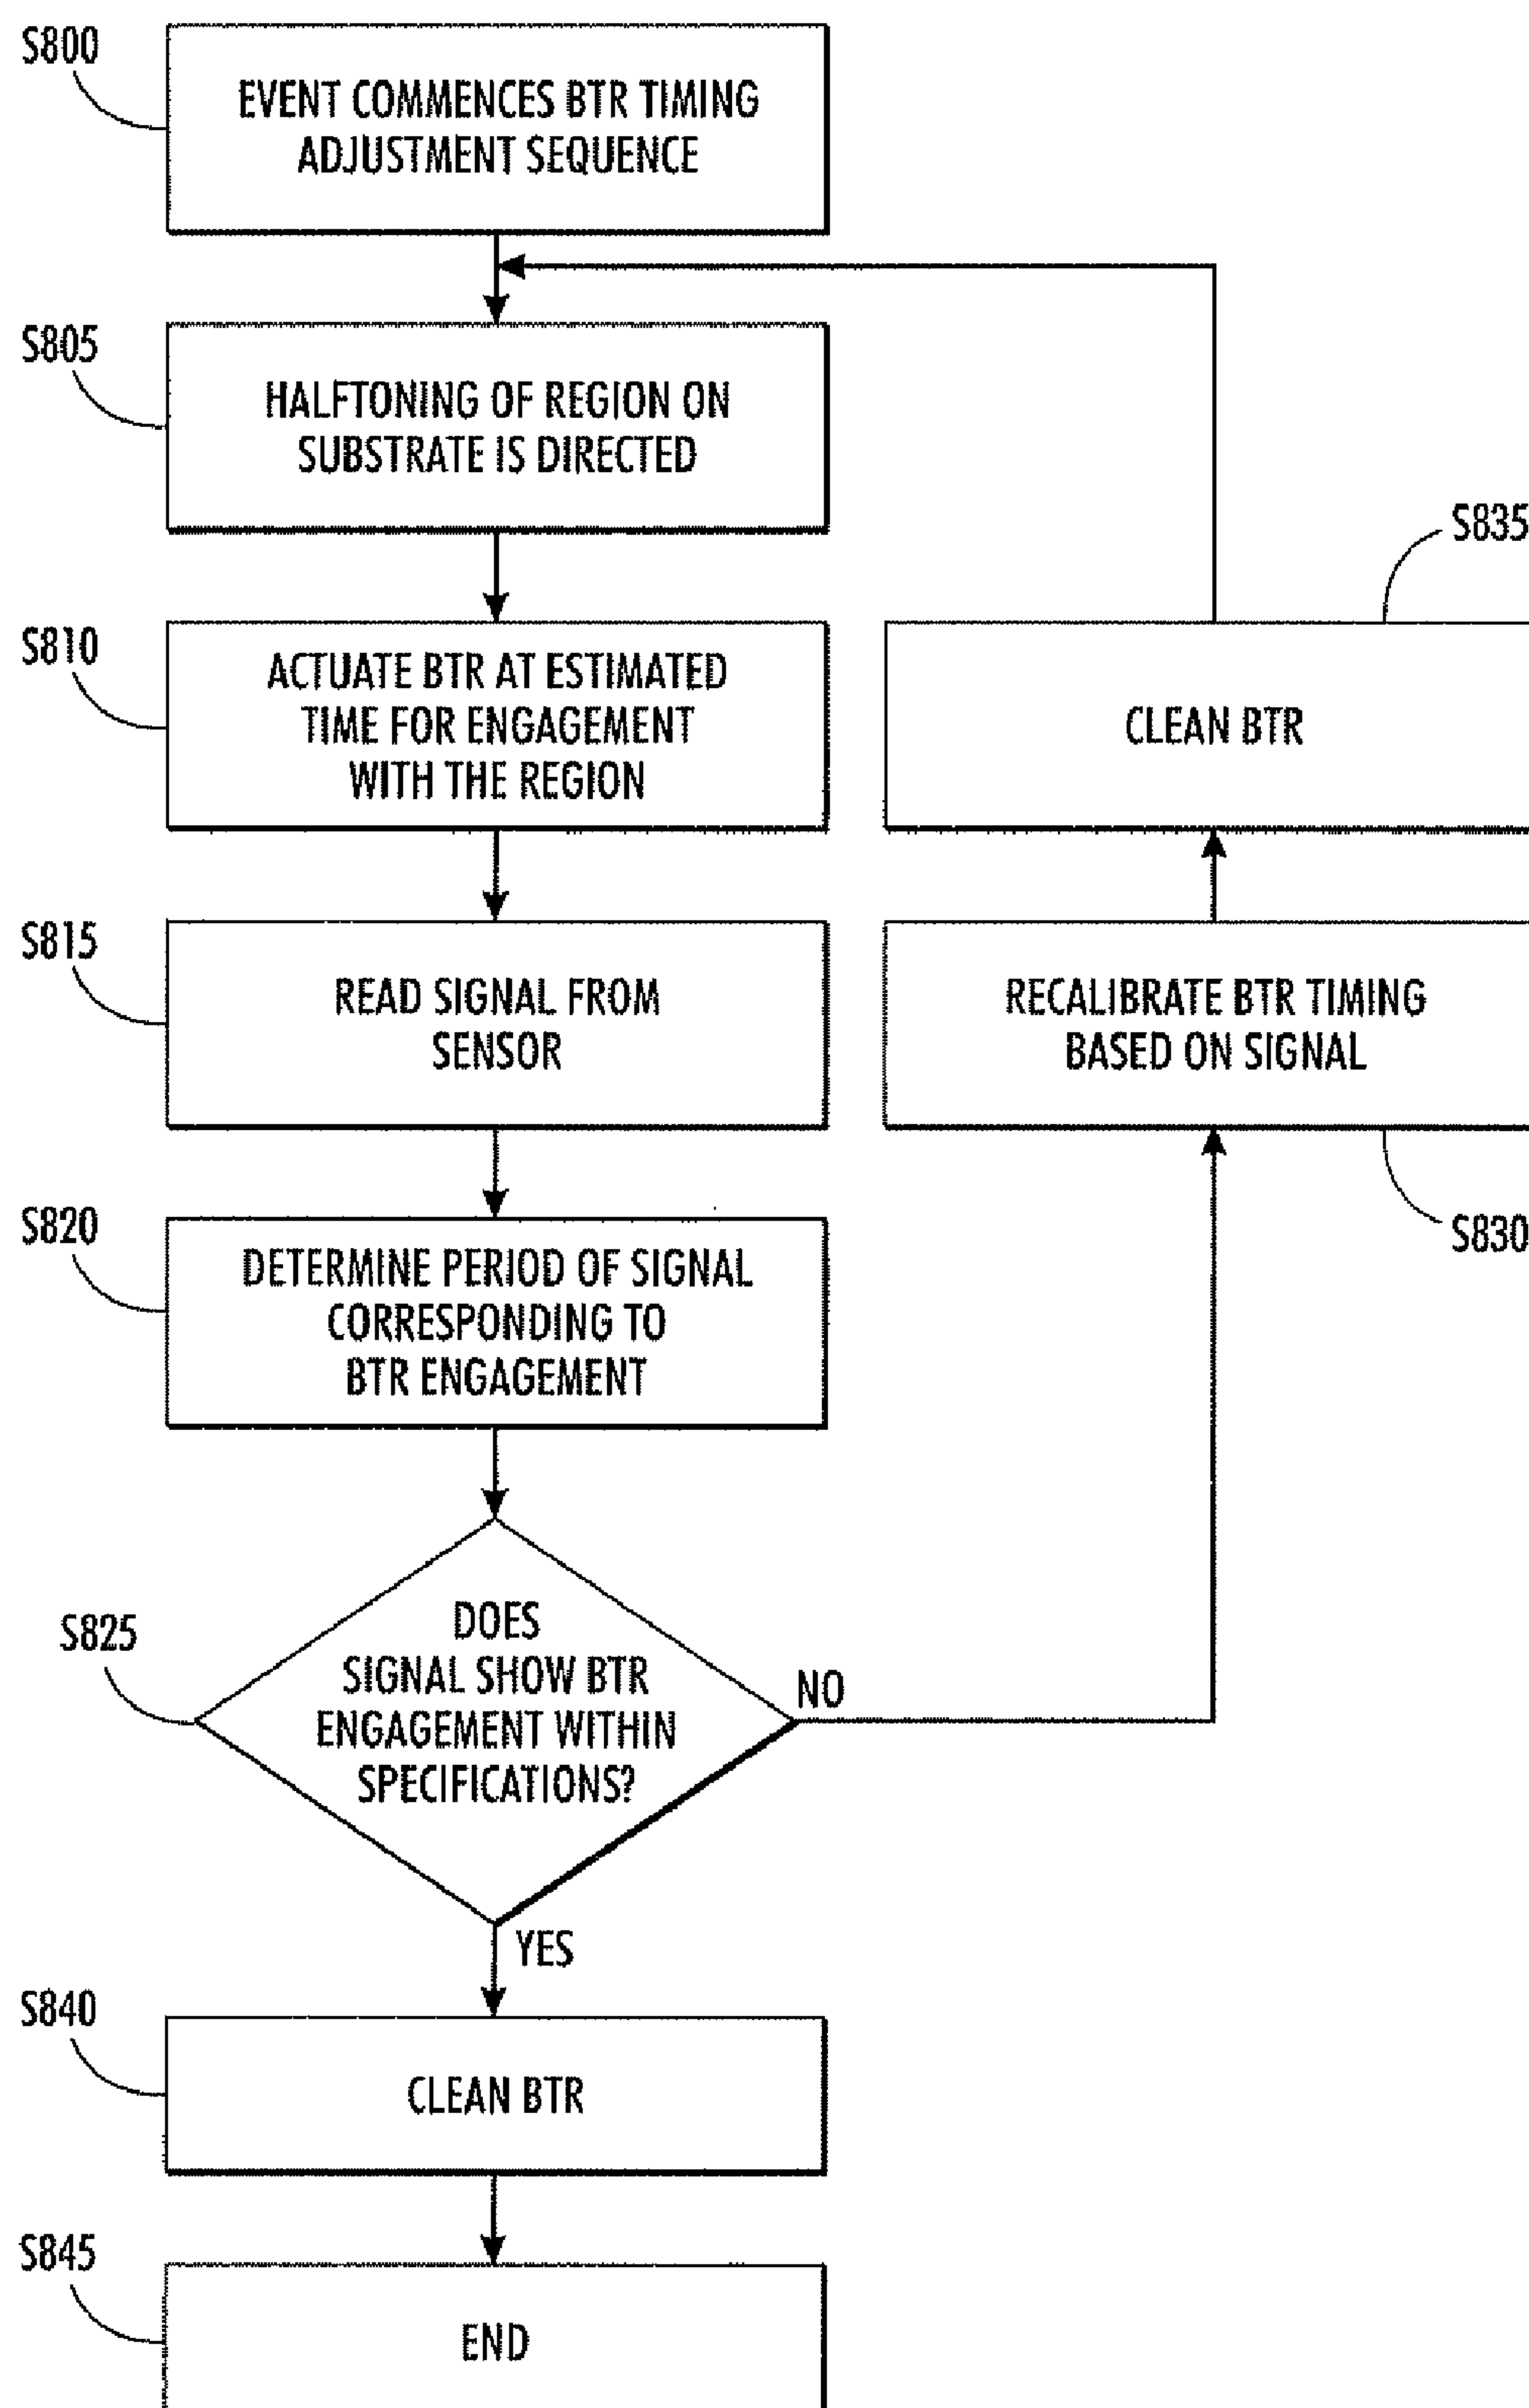 S800
EVENT COMMENCES BTR TIMING
ADJUSTMENT SEQUENCE
S805
HALFTONING OF REGION ON
SUBSTRATE IS DIRECTED
S810
ACTUATE BTR AT ESTIMATED
TIME FOR ENGAGEMENT
WITH THE REGION
S815
READ SIGNAL FROM
SENSOR
S820
DETERMINE PERIOD OF SIGNAL
CORRESPONDING TO
BTR ENGAGEMENT
S825
DOES
SIGNAL SHOW BTR
ENGAGEMENT WITHIN
SPECIFICATIONS?
NO
S830
RECALIBRATE BTR TIMING
BASED ON SIGNAL
S835
CLEAN BTR
YES
S840
CLEAN BTR
S845
END